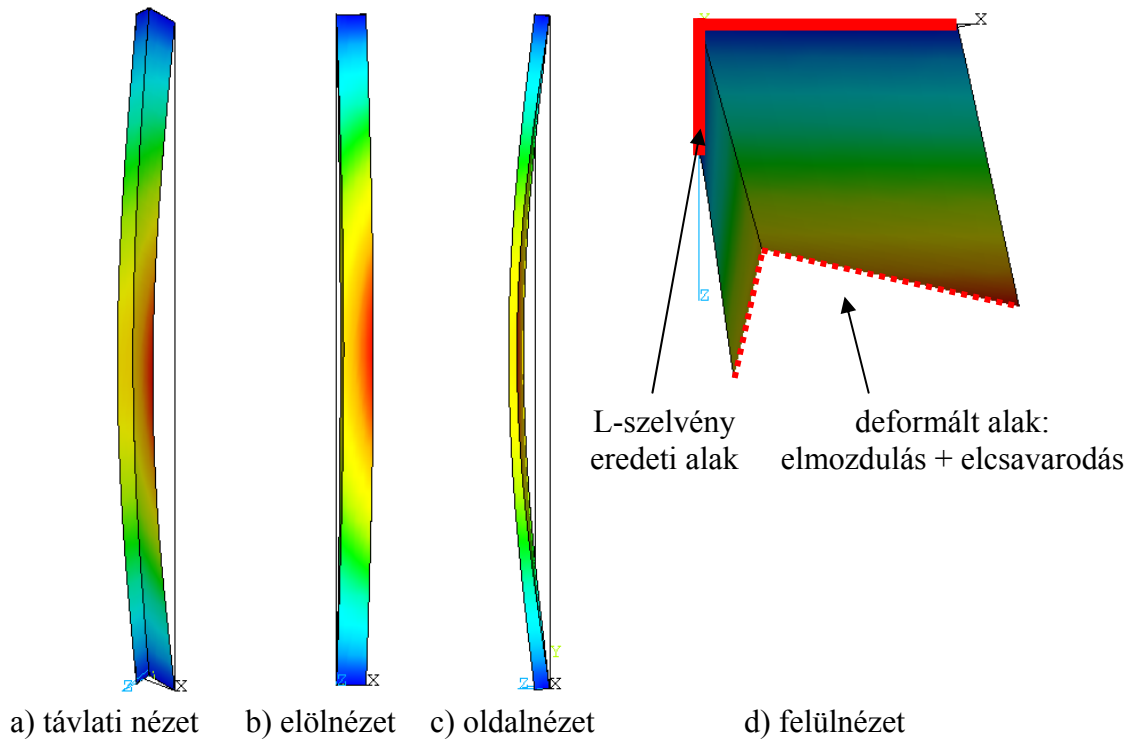 Y
X
Z
L-szelvény
eredeti alak
deformált alak:
elmozdulás + elcsavarodás
Z
X
Z
X
Y
Z
X
a) távlati nézet
b) elölnézet
c) oldalnézet
d) felülnézet